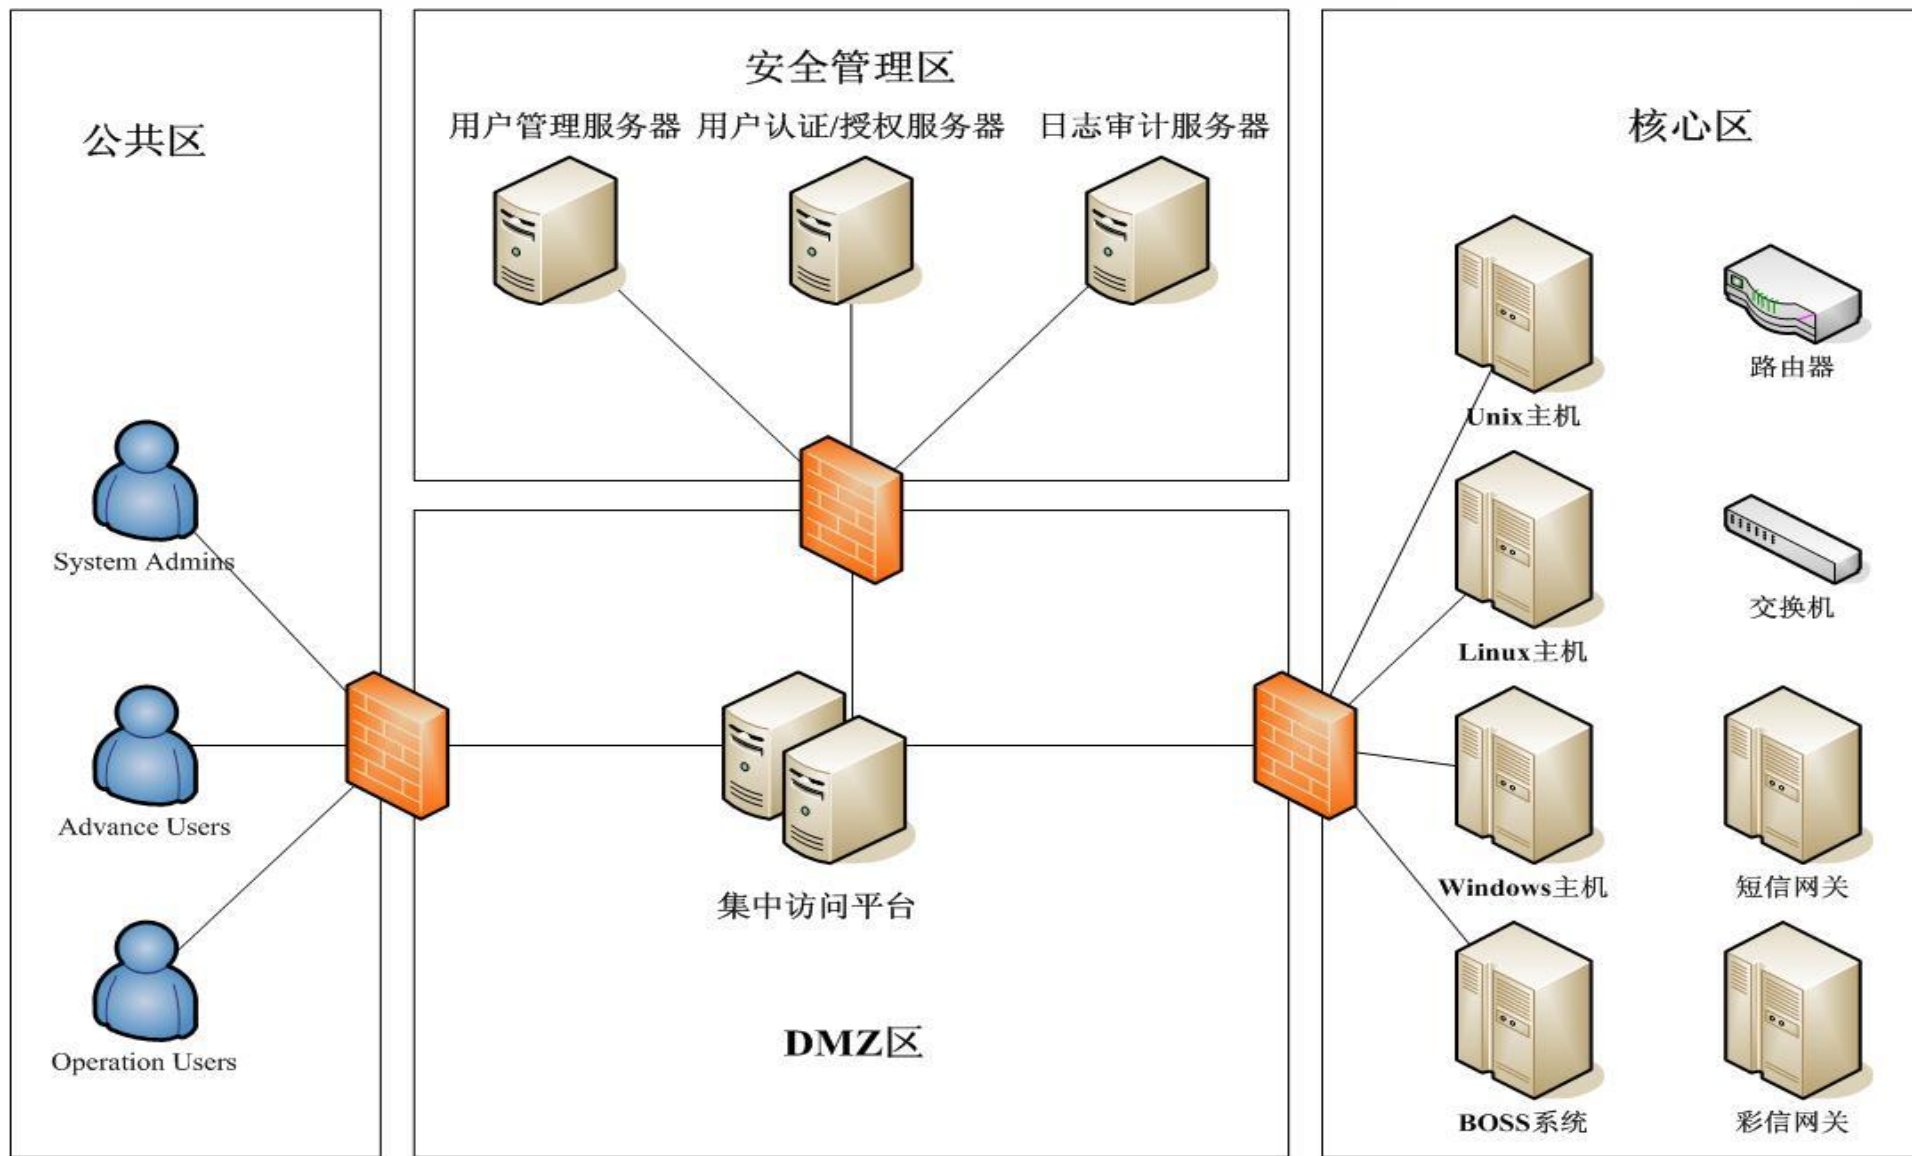 公共区
System Admins
Advance Users
Operation Users
安全管理区
用户管理服务器
用户认证/授权服务器
日志审计服务器
集中访问平台
DMZ区
核心区
Unix主机
路由器
Linux主机
交换机
Windows主机
短信网关
BOSS系统
彩信网关